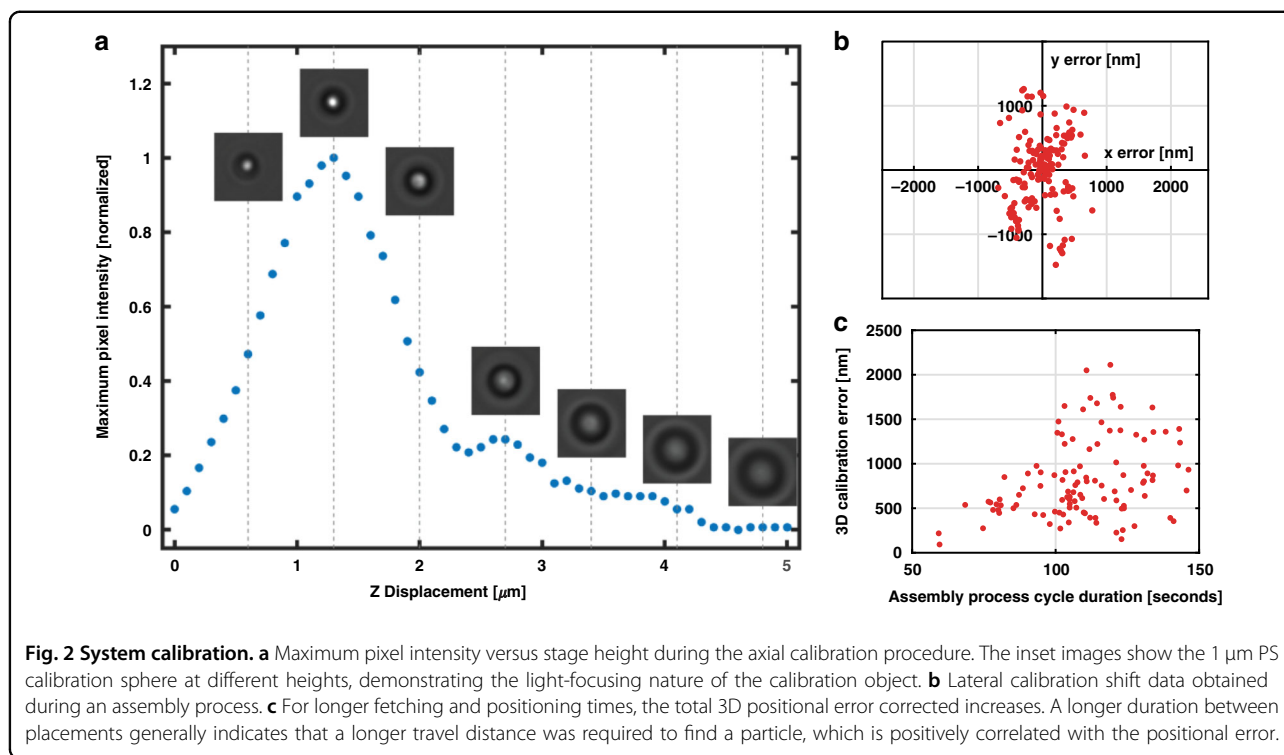 a
Maximum pixel intensity [normalized]
1.2
1
0.8
0.6
0.4
0.2
0
0 1 2 3 4 5
Z Displacement [μm]
b
y error [nm]
1000
x error [nm]
−2000 −1000 1000 2000
−1000
c
3D calibration error [nm]
2500
2000
1500
1000
500
0
50 100 150
Assembly process cycle duration [seconds]
Fig. 2 System calibration. a Maximum pixel intensity versus stage height during the axial calibration procedure. The inset images show the 1 μm PS
calibration sphere at different heights, demonstrating the light-focusing nature of the calibration object. b Lateral calibration shift data obtained
during an assembly process. c For longer fetching and positioning times, the total 3D positional error corrected increases. A longer duration between
placements generally indicates that a longer travel distance was required to find a particle, which is positively correlated with the positional error.